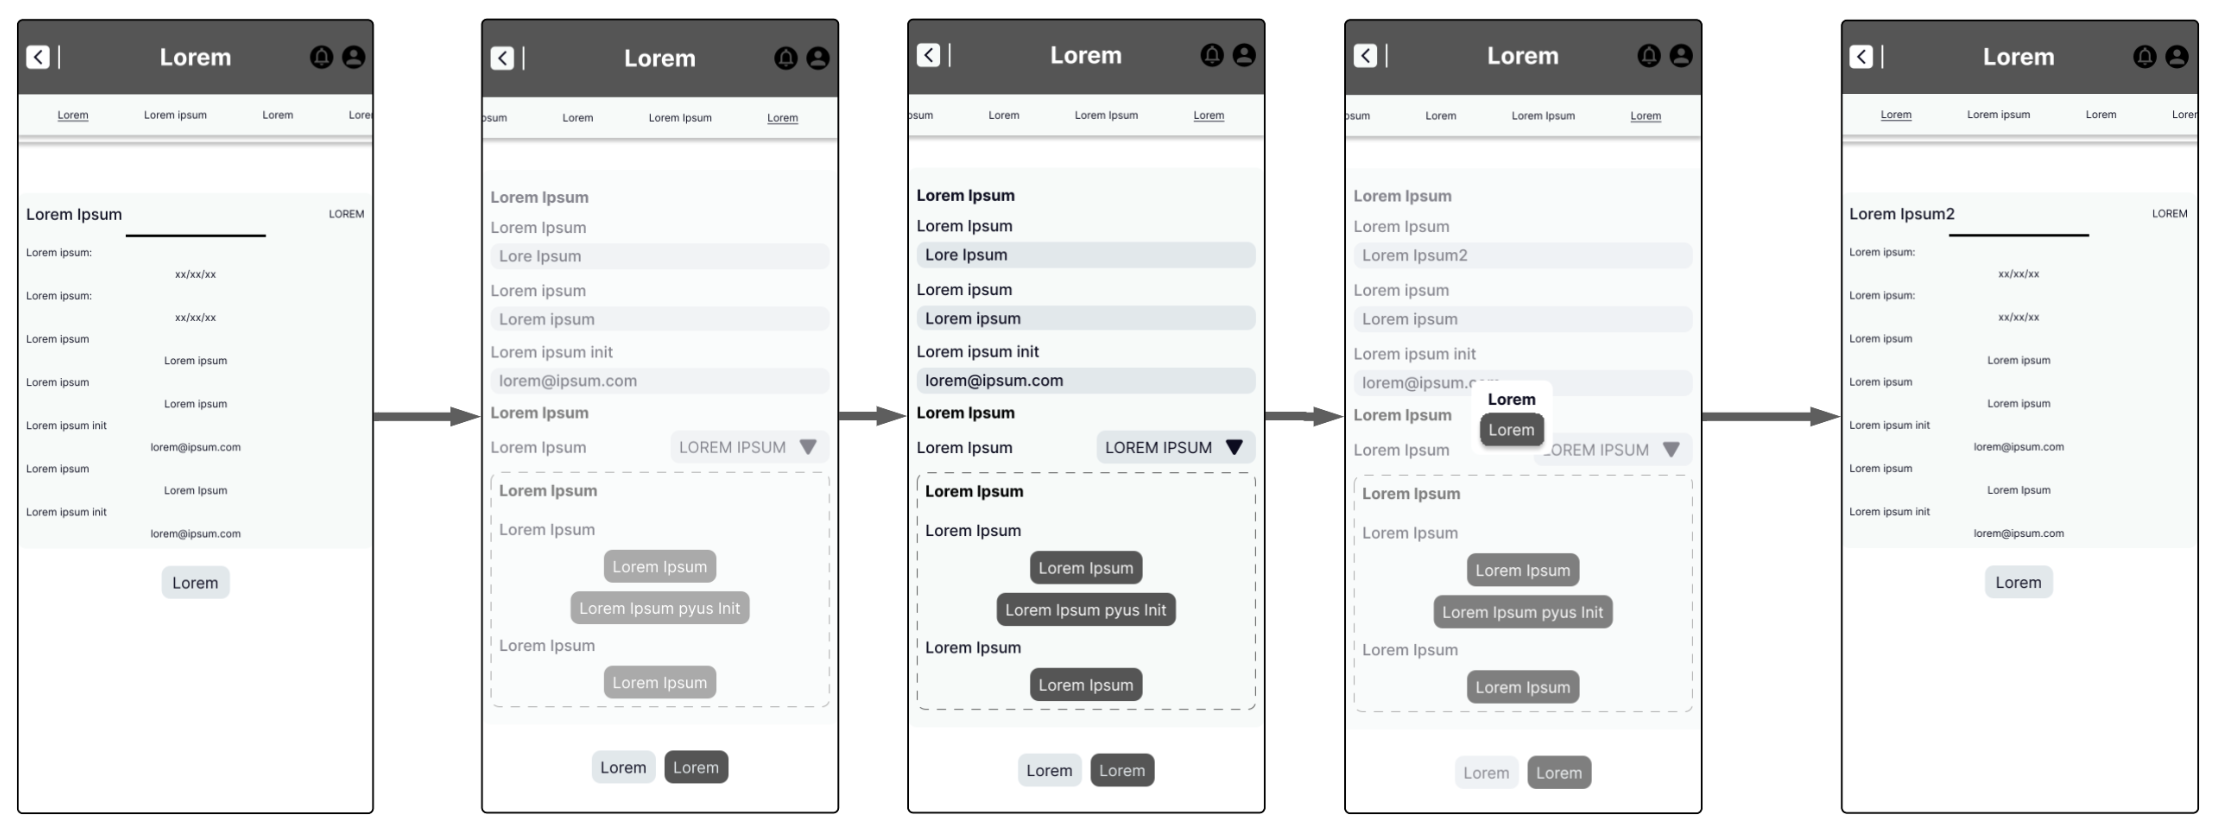 Lorem
Lorem Lorem ipsum Lorem Lore
Lorem Ipsum LOREM
Lorem ipsum:
xx/xx/xx
Lorem ipsum:
xx/xx/xx
Lorem ipsum
Lorem ipsum
Lorem ipsum
Lorem ipsum
Lorem ipsum init
lorem@ipsum.com
Lorem ipsum
Lorem Ipsum
Lorem ipsum init
lorem@ipsum.com
Lorem
Lorem
psum Lorem Lorem Ipsum Lorem
Lorem Ipsum
Lorem Ipsum
Lore Ipsum
Lorem ipsum
Lorem ipsum
Lorem ipsum init
lorem@ipsum.com
Lorem Ipsum
Lorem Ipsum LOREM IPSUM
Lorem Ipsum
Lorem Ipsum
Lorem Ipsum
Lorem Ipsum pyus Init
Lorem Ipsum
Lorem Ipsum
Lorem Lorem
Lorem
psum Lorem Lorem Ipsum Lorem
Lorem Ipsum
Lorem Ipsum
Lore Ipsum
Lorem ipsum
Lorem ipsum
Lorem ipsum init
lorem@ipsum.com
Lorem Ipsum
Lorem Ipsum LOREM IPSUM
Lorem Ipsum
Lorem Ipsum
Lorem Ipsum
Lorem Ipsum pyus Init
Lorem Ipsum
Lorem Ipsum
Lorem Lorem
Lorem
psum Lorem Lorem Ipsum Lorem
Lorem Ipsum
Lorem Ipsum
Lorem Ipsum2
Lorem ipsum
Lorem ipsum
Lorem ipsum init
lorem@ipsum.com
Lorem
Lorem Ipsum
Lorem
Lorem Ipsum LOREM IPSUM
Lorem Ipsum
Lorem Ipsum
Lorem Ipsum
Lorem Ipsum pyus Init
Lorem Ipsum
Lorem Ipsum
Lorem Lorem
Lorem
Lorem Lorem ipsum Lorem Lorer
Lorem Ipsum2 LOREM
Lorem ipsum:
xx/xx/xx
Lorem ipsum:
xx/xx/xx
Lorem ipsum
Lorem ipsum
Lorem ipsum
Lorem ipsum
Lorem ipsum init
lorem@ipsum.com
Lorem ipsum
Lorem Ipsum
Lorem ipsum init
lorem@ipsum.com
Lorem